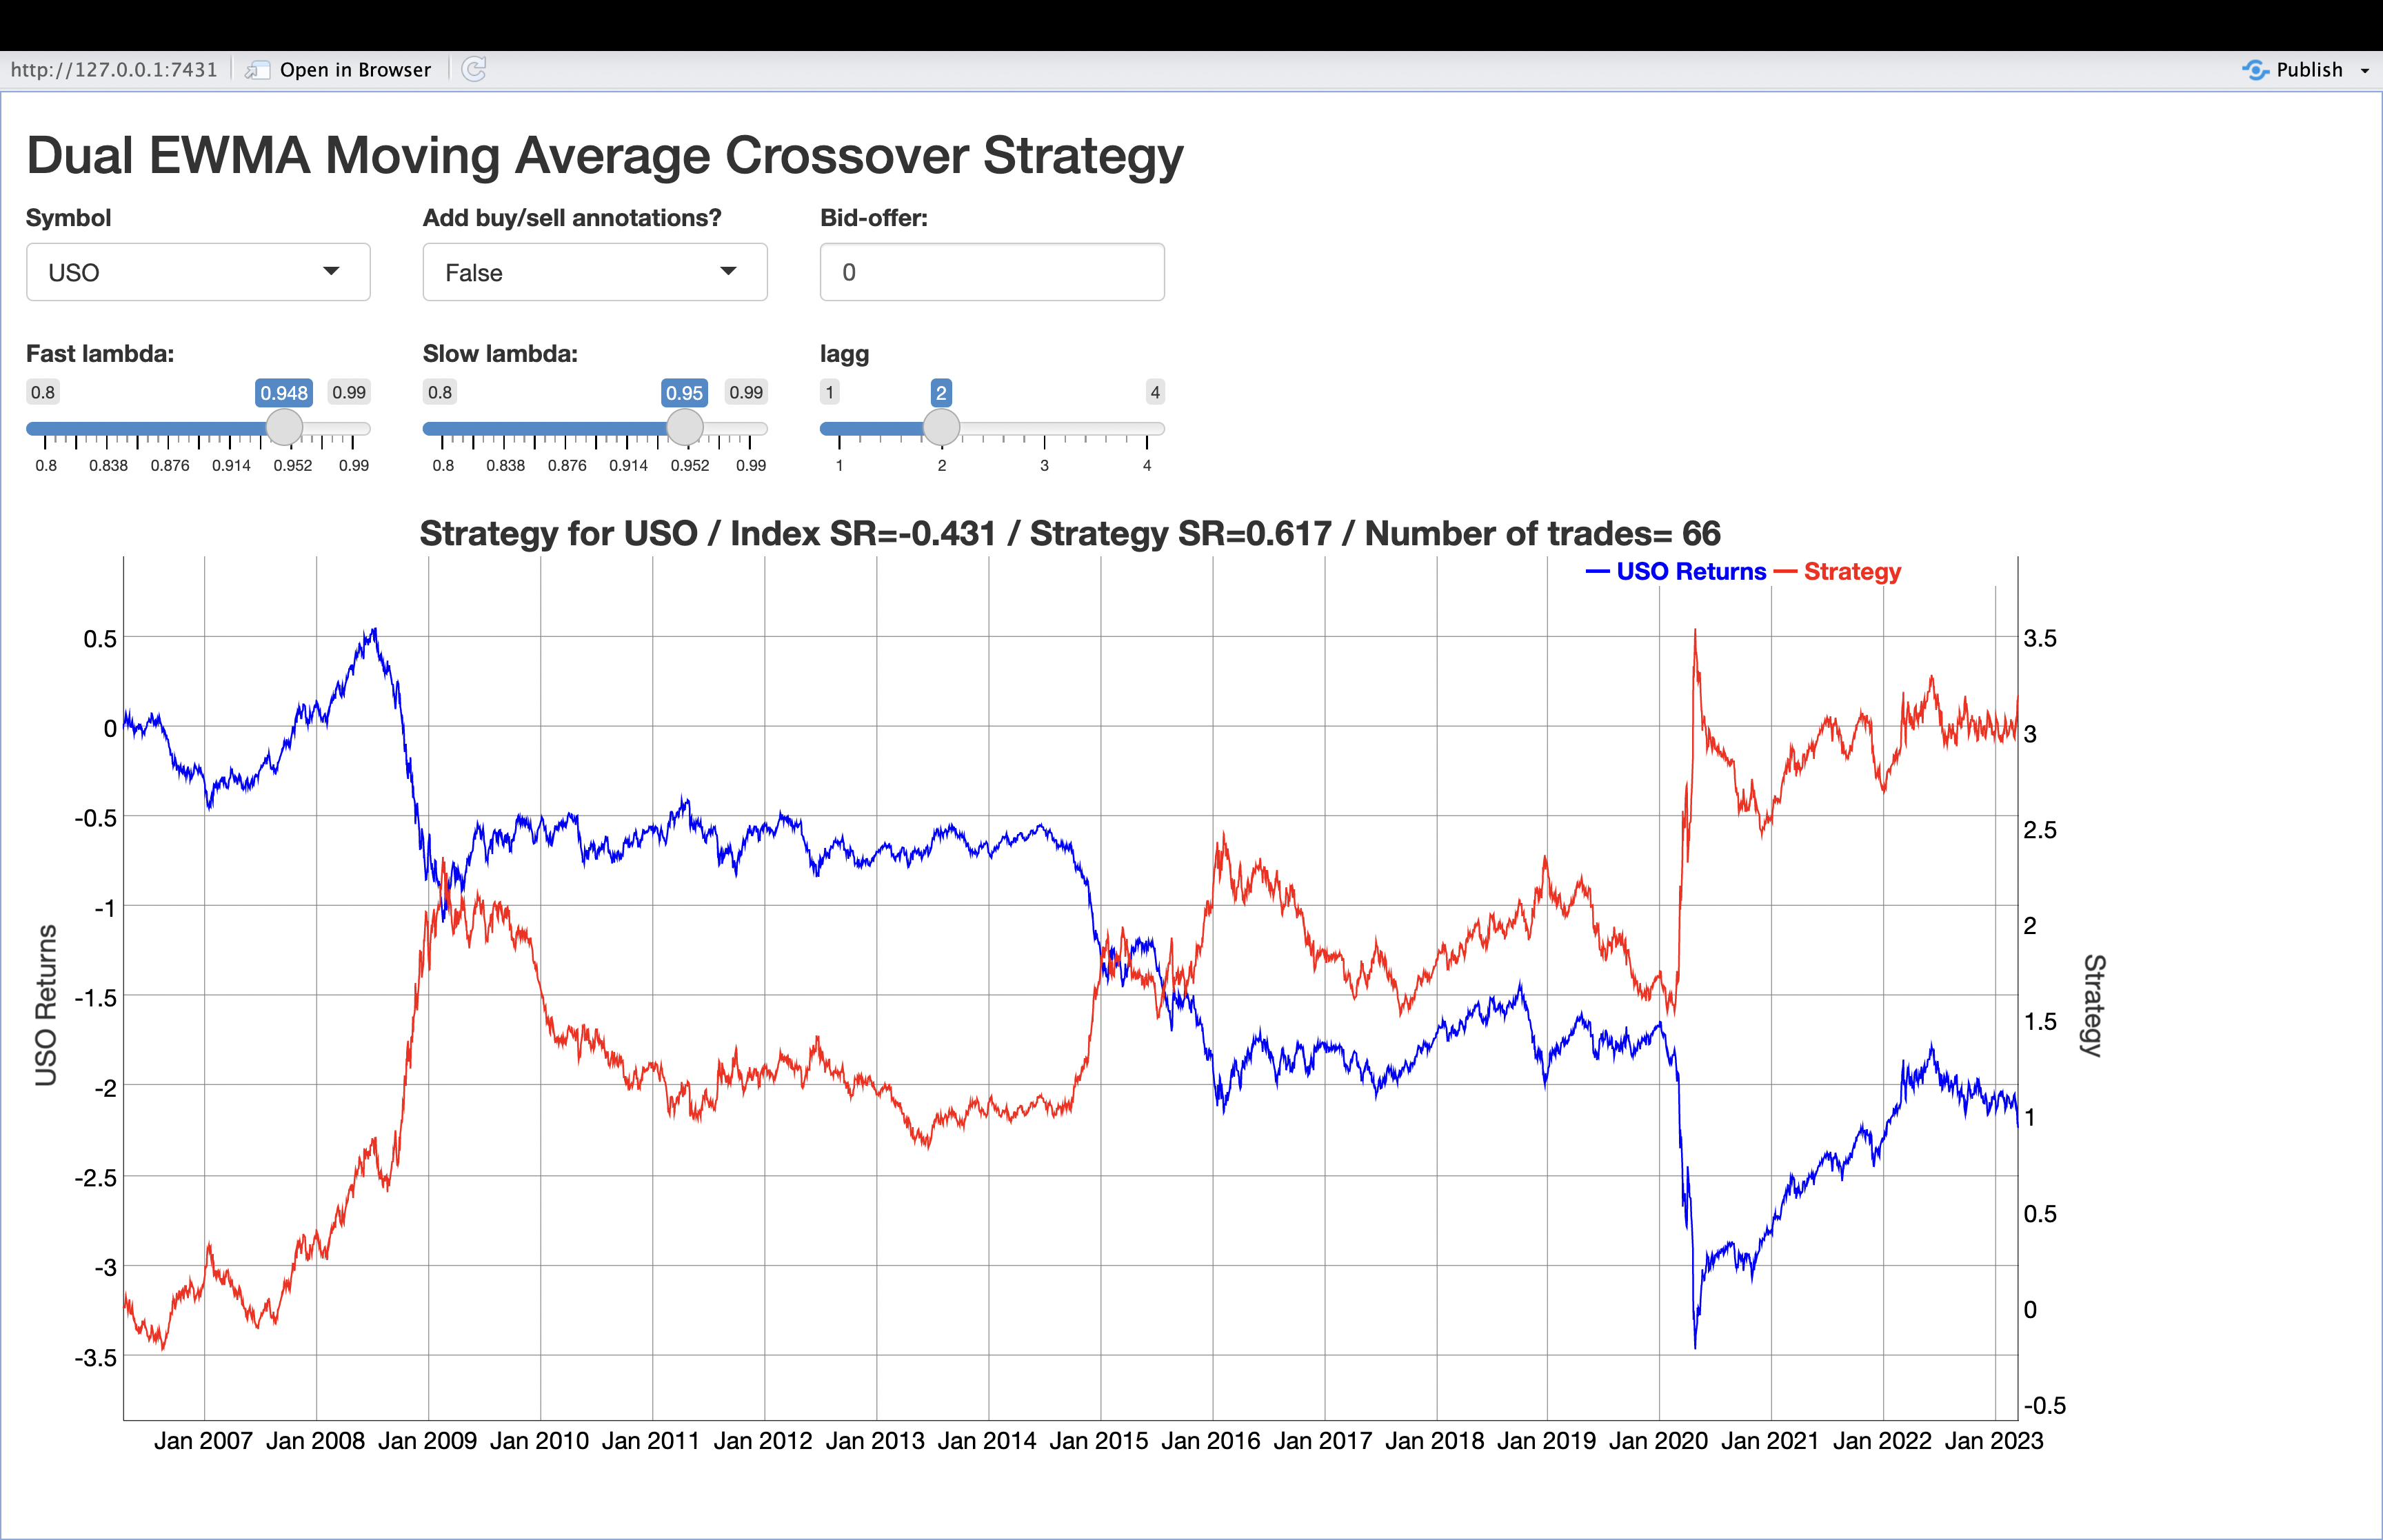 http://127.0.0.1:7431 Open in Browser Publish
Dual EWMA Moving Average Crossover Strategy
Symbol Add buy/sell annotations? Bid-offer:
USO False 0
Fast lambda: Slow lambda: lagg
0.8 0.948 0.99 0.8 0.95 0.99 1 2 4
0.8 0.838 0.876 0.914 0.952 0.99 0.8 0.838 0.876 0.914 0.952 0.99 1 2 3 4
Strategy for USO / Index SR=-0.431 / Strategy SR=0.617 / Number of trades= 66
USO Returns Strategy
0.5
0
-0.5
-1
-1.5
-2
-2.5
-3
-3.5
USO Returns
3.5
3
2.5
2
1.5
1
0.5
0
-0.5
Strategy
Jan 2007 Jan 2008 Jan 2009 Jan 2010 Jan 2011 Jan 2012 Jan 2013 Jan 2014 Jan 2015 Jan 2016 Jan 2017 Jan 2018 Jan 2019 Jan 2020 Jan 2021 Jan 2022 Jan 2023